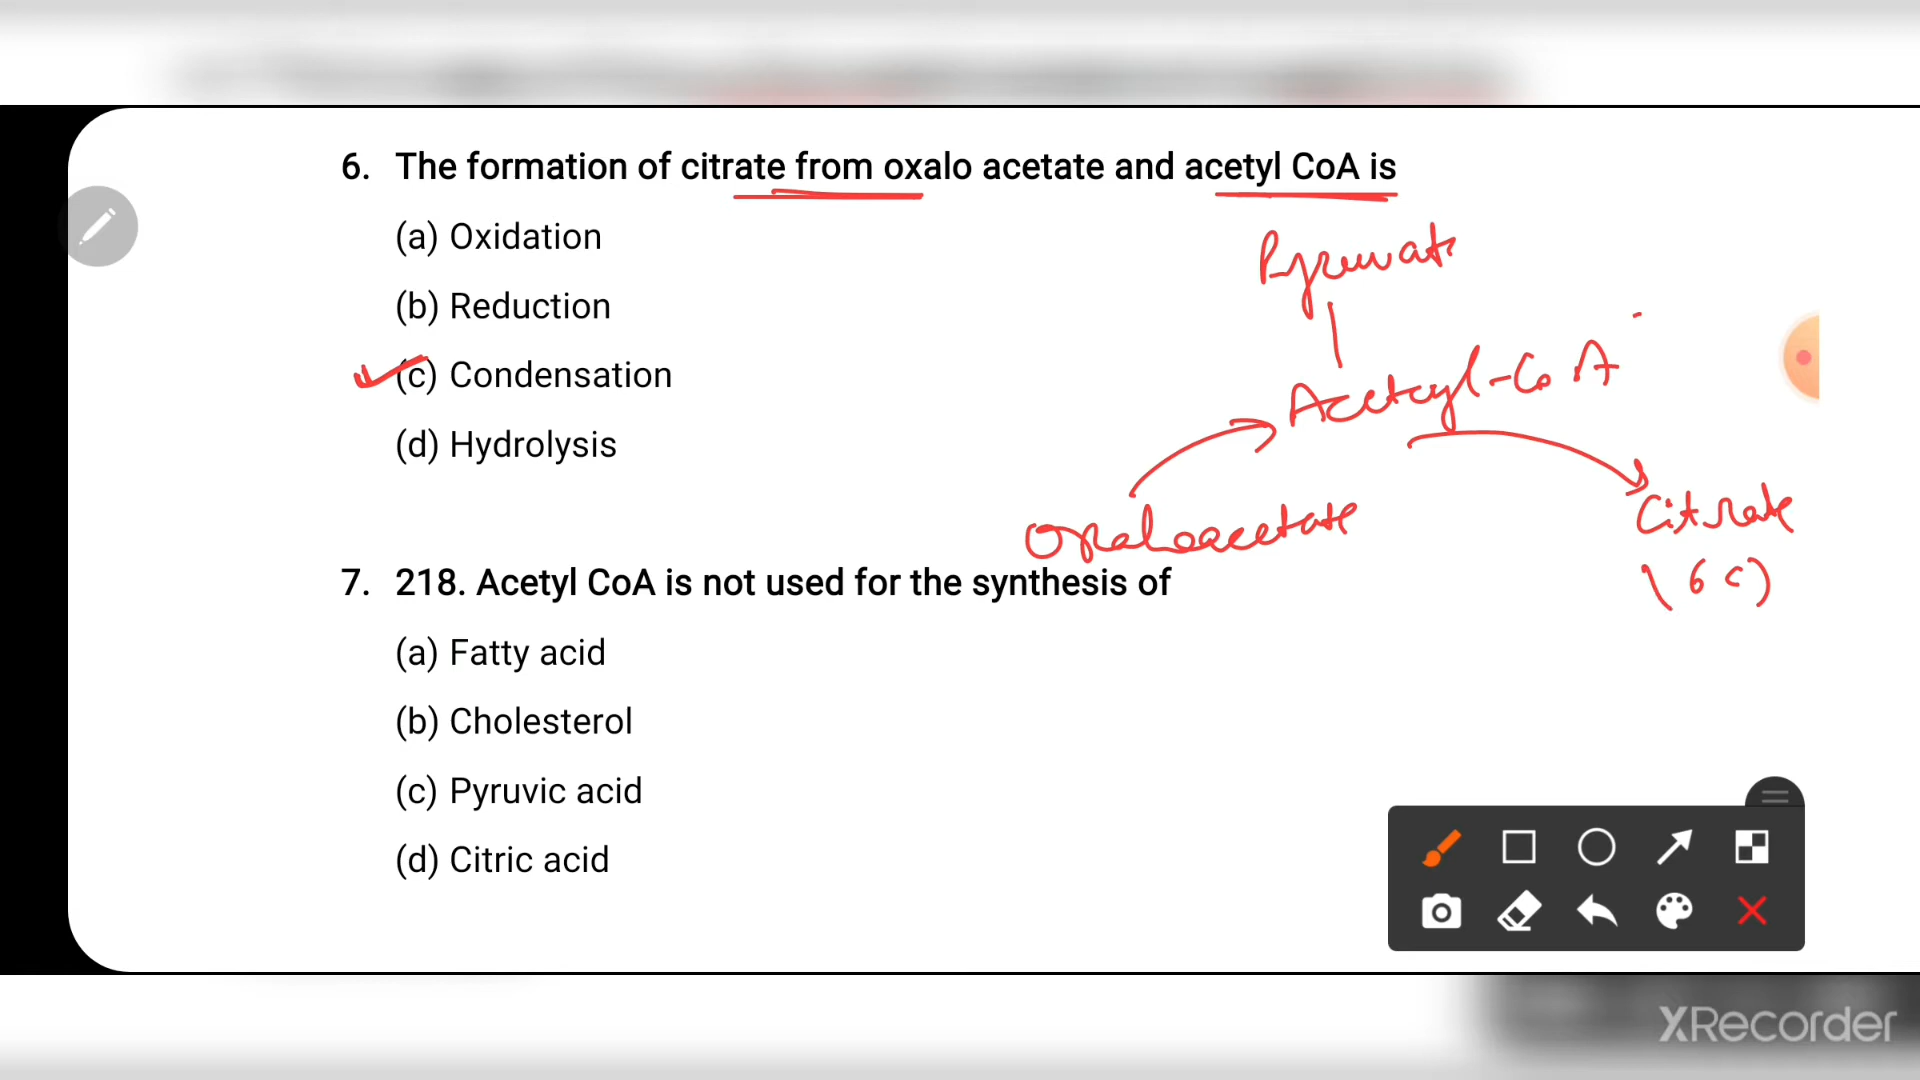 6. The formation of citrate from oxalo acetate and acetyl CoA is
(a) Oxidation
(b) Reduction
(c) Condensation
(d) Hydrolysis
Pyruvate
Acetyl-CoA
Oxaloacetate
Citrate
(6C)
7. 218. Acetyl CoA is not used for the synthesis of
(a) Fatty acid
(b) Cholesterol
(c) Pyruvic acid
(d) Citric acid
XRecorder